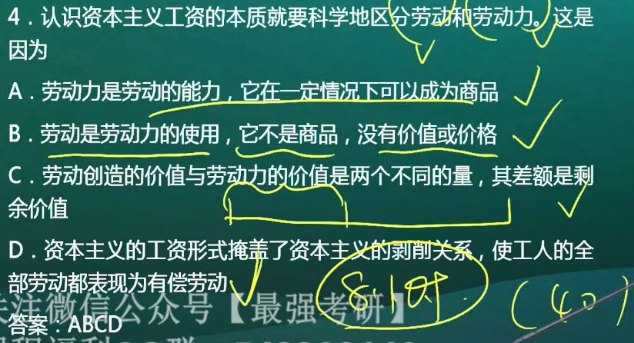 4．认识资本主义工资的本质就要科学地区分劳动和劳动力。这是
因为
A．劳动力是劳动的能力，它在一定情况下可以成为商品
B．劳动是劳动力的使用，它不是商品，没有价值或价格
C．劳动创造的价值与劳动力的价值是两个不同的量，其差额是剩
余价值
D．资本主义的工资形式掩盖了资本主义的剥削关系，使工人的全
部劳动都表现为有偿劳动
(40)
关注微信公众号【最强考研】
答案：ABCD